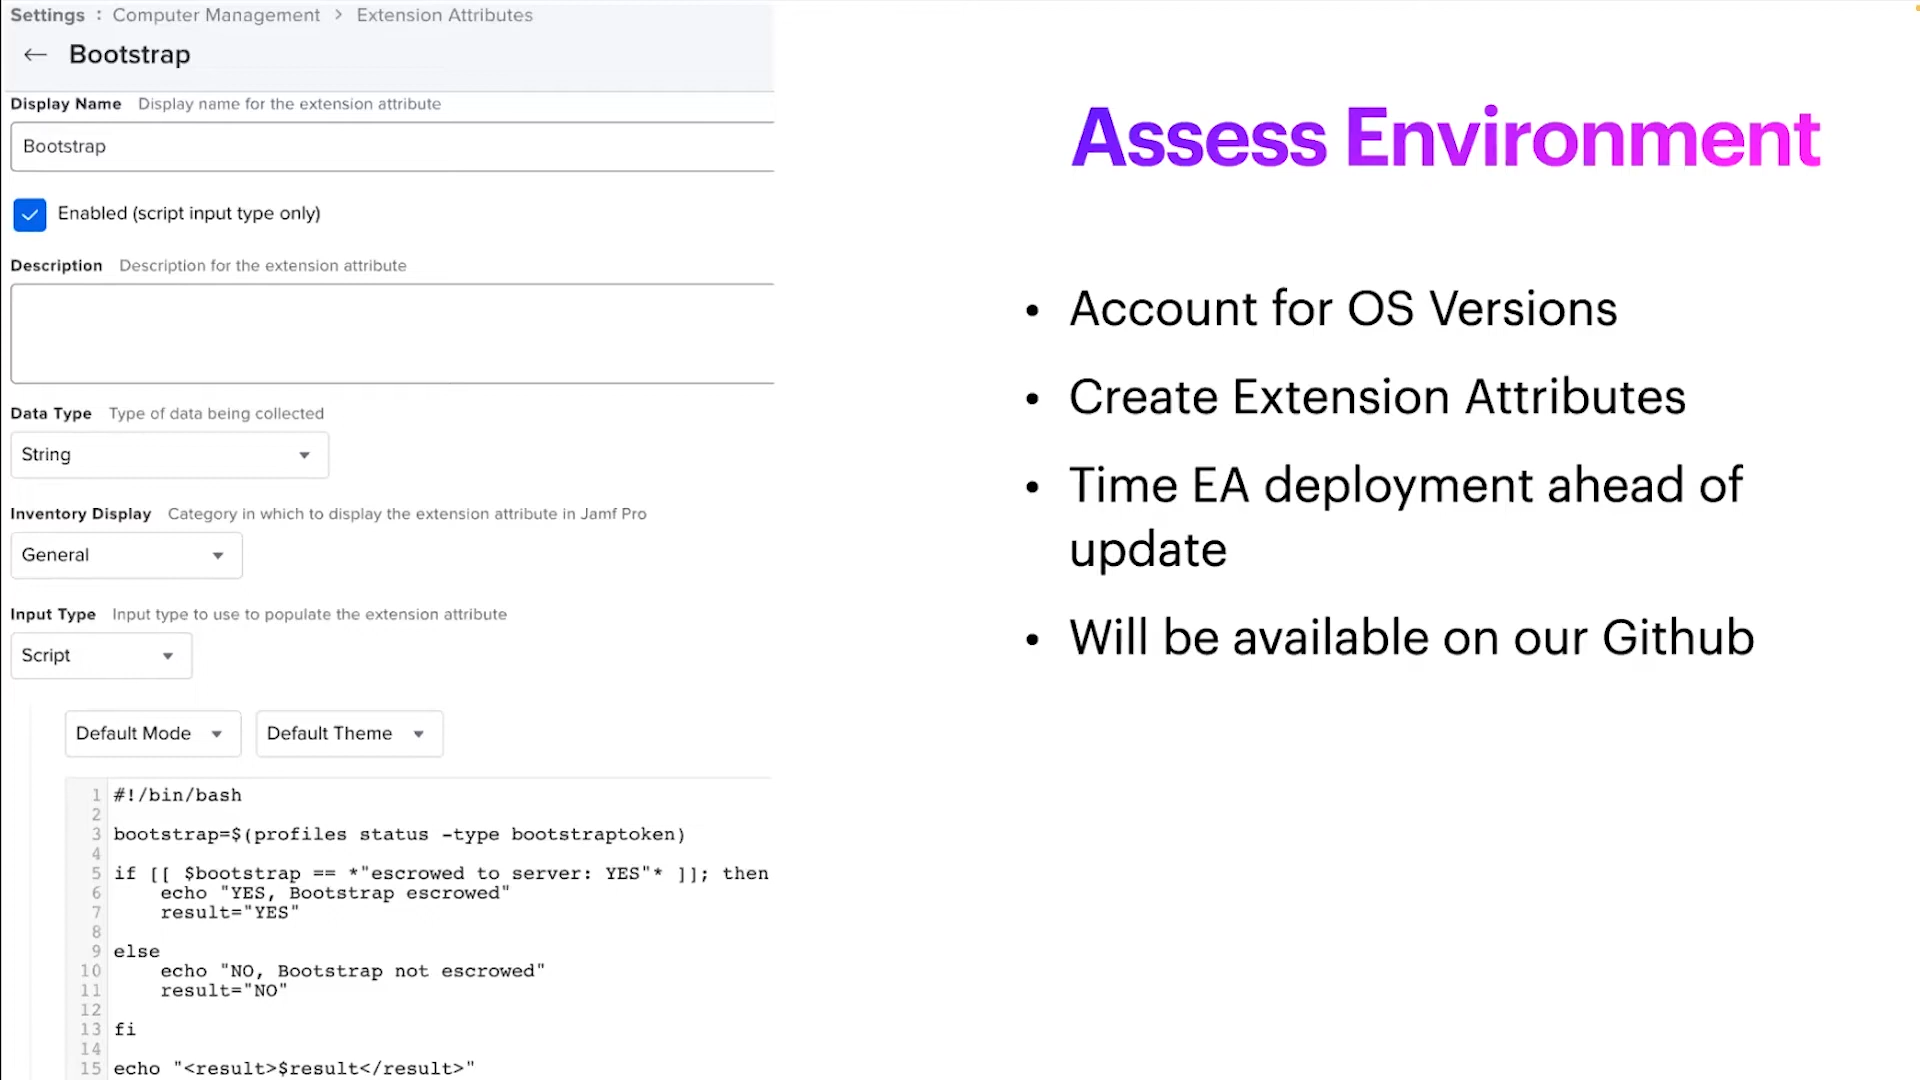 Settings : Computer Management > Extension Attributes
← Bootstrap
Display Name Display name for the extension attribute
Bootstrap
Enabled (script input type only)
Description Description for the extension attribute
Data Type Type of data being collected
String
Inventory Display Category in which to display the extension attribute in Jamf Pro
General
Input Type Input type to use to populate the extension attribute
Script
Default Mode Default Theme
1 #!/bin/bash
2
3 bootstrap=$(profiles status -type bootstraptoken)
4
5 if [[ $bootstrap == *"escrowed to server: YES"* ]]; then
6 echo "YES, Bootstrap escrowed"
7 result="YES"
8
9 else
10 echo "NO, Bootstrap not escrowed"
11 result="NO"
12
13 fi
14
15 echo "<result>$result</result>"
Assess Environment
• Account for OS Versions
• Create Extension Attributes
• Time EA deployment ahead of
update
• Will be available on our Github